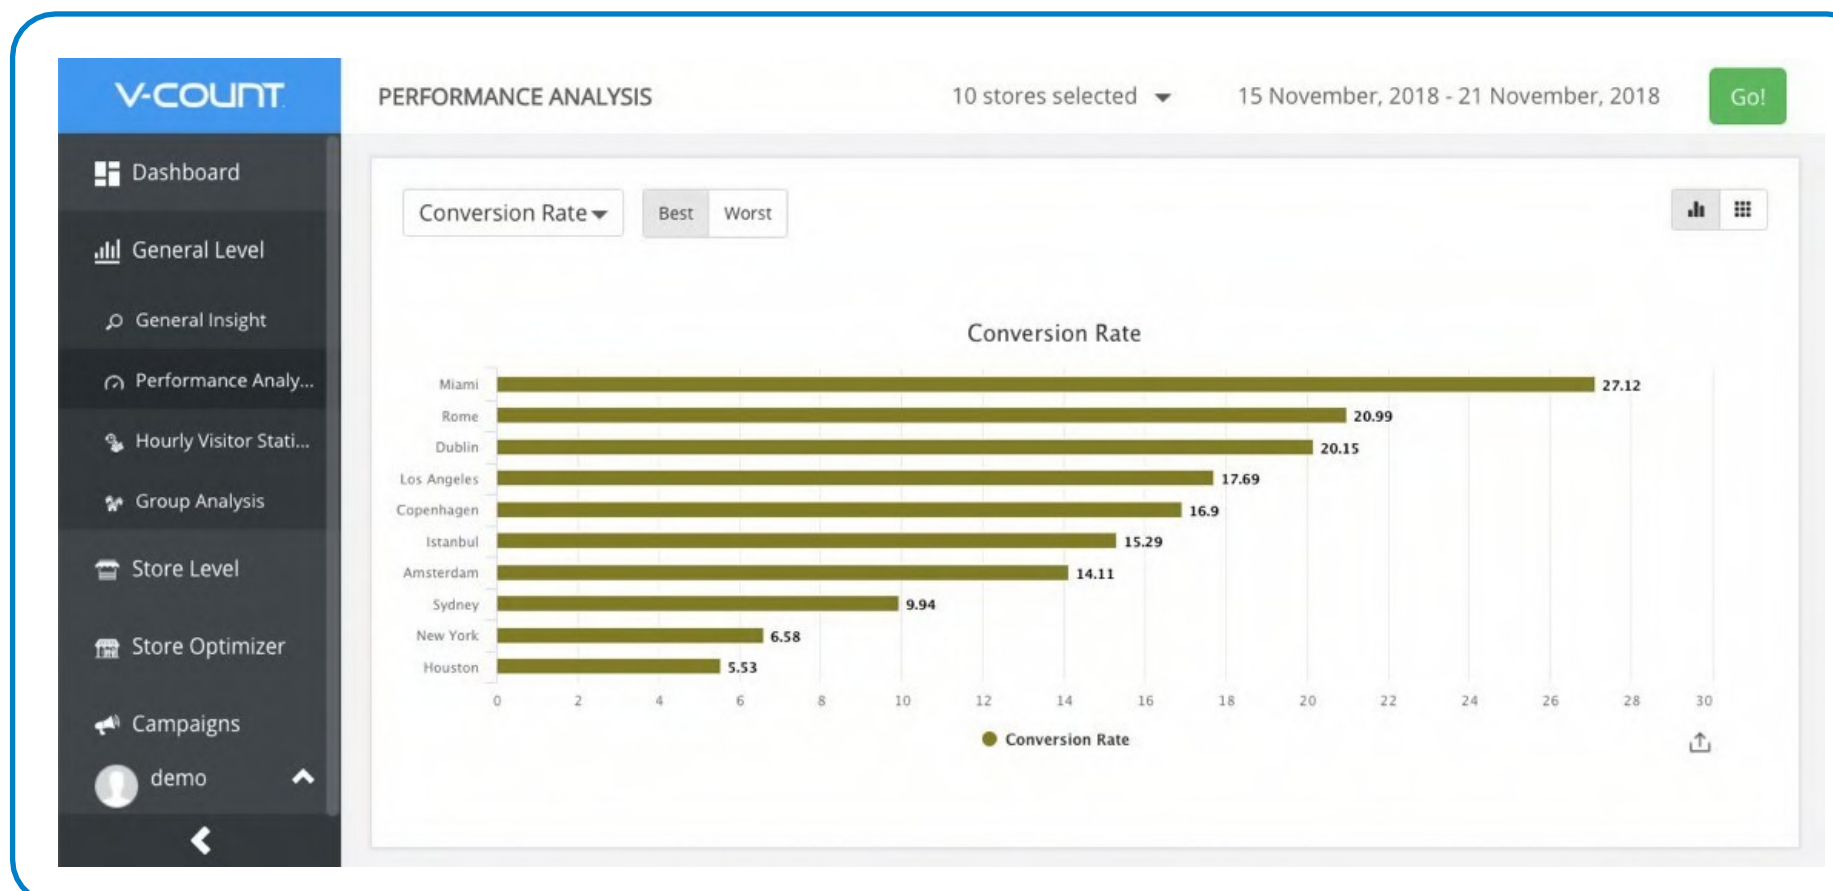 V-COUNT
PERFORMANCE ANALYSIS
10 stores selected
15 November, 2018 - 21 November, 2018
Go!
Dashboard
General Level
General Insight
Performance Analy...
Hourly Visitor Stati...
Group Analysis
Store Level
Store Optimizer
Campaigns
demo
Conversion Rate
Best
Worst
Conversion Rate
Miami 27.12
Rome 20.99
Dublin 20.15
Los Angeles 17.69
Copenhagen 16.9
Istanbul 15.29
Amsterdam 14.11
Sydney 9.94
New York 6.58
Houston 5.53
0 2 4 6 8 10 12 14 16 18 20 22 24 26 28 30
Conversion Rate